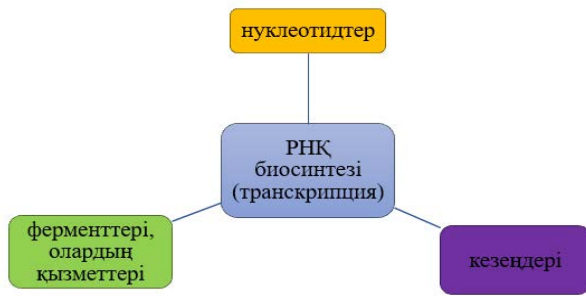 нуклеотидтер
РНҚ
биосинтезі
(транскрипция)
ферменттері,
олардың
қызметтері
кезеңдері